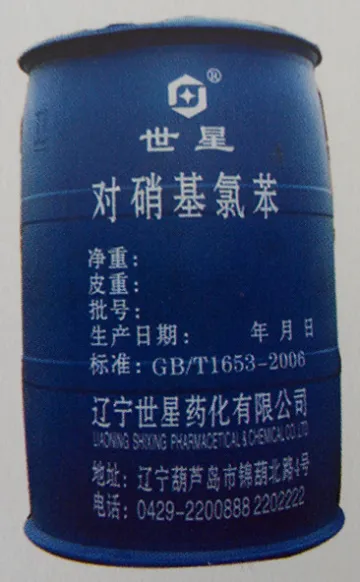 ®
世星
对硝基氯苯
净重：
皮重：
批号：
生产日期： 年 月 日
标准：GB/T1653-2006
辽宁世星药化有限公司
LIAONING SHIXING PHARMACETICAL & CHEMICAL CO.,LTD
地址：辽宁葫芦岛市锦葫北路4号
电话：0429-2200888 2202222